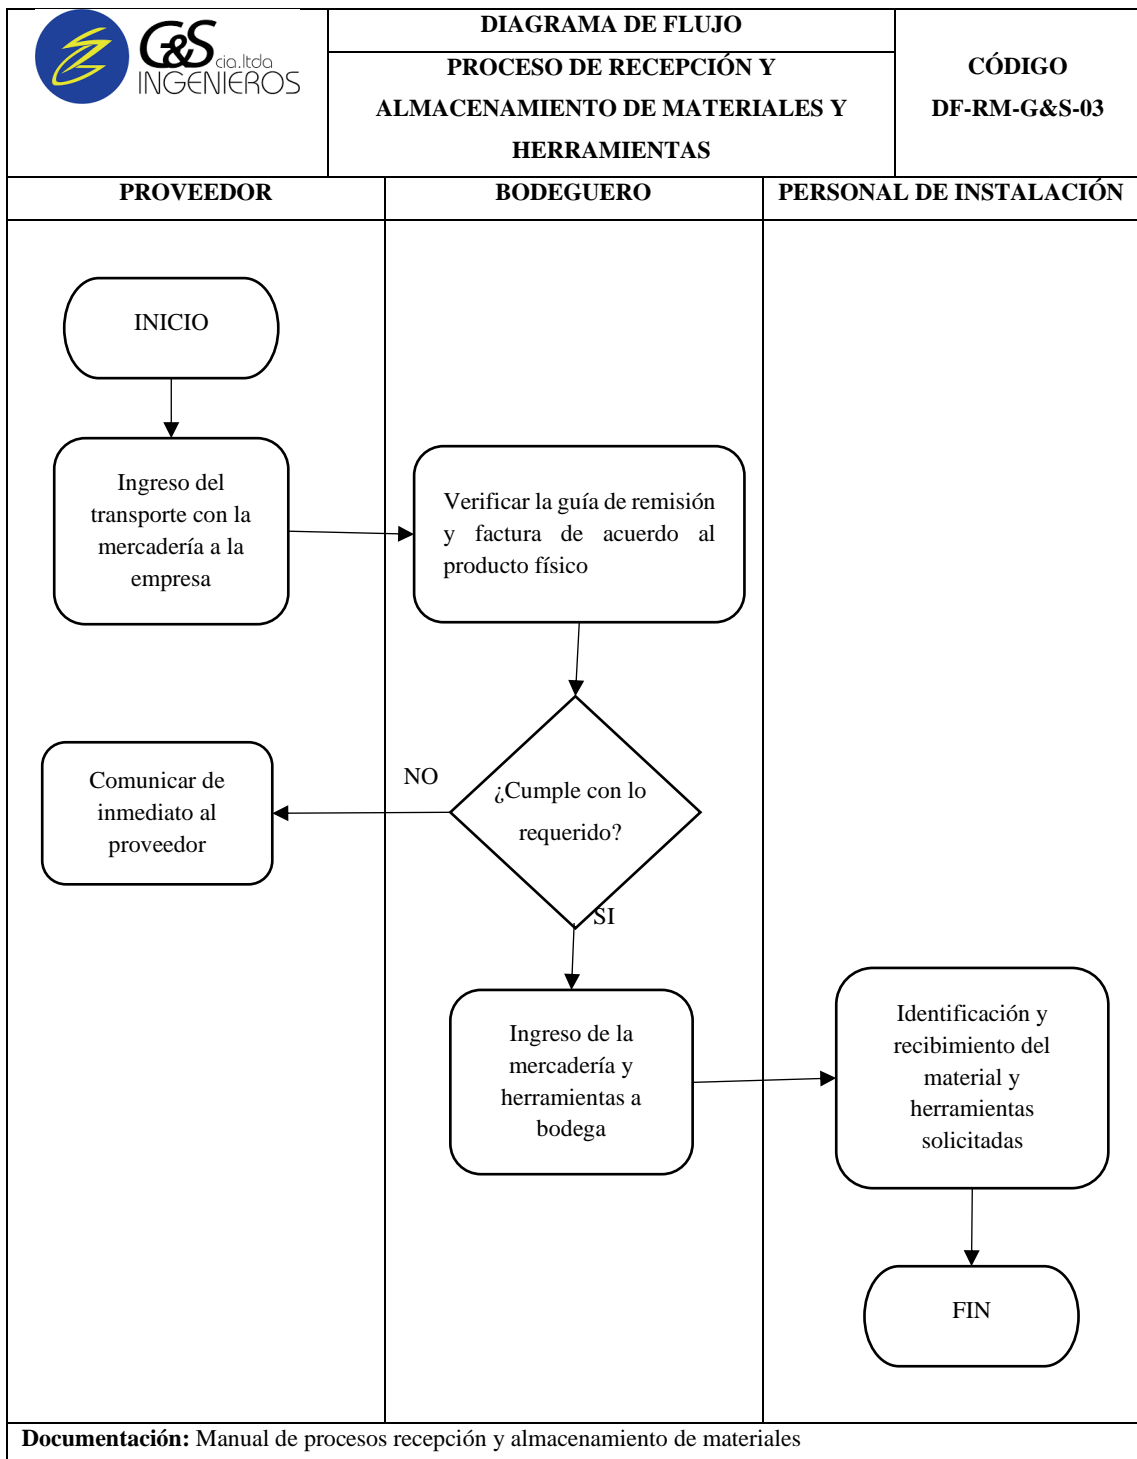 G&S
cia.ltda
INGENIEROS
DIAGRAMA DE FLUJO
PROCESO DE RECEPCIÓN Y
ALMACENAMIENTO DE MATERIALES Y
HERRAMIENTAS
CÓDIGO
DF-RM-G&S-03
PROVEEDOR
BODEGUERO
PERSONAL DE INSTALACIÓN
INICIO
Ingreso del
transporte con la
mercadería a la
empresa
Verificar la guía de remisión
y factura de acuerdo al
producto físico
Comunicar de
inmediato al
proveedor
NO
¿Cumple con lo
requerido?
SI
Ingreso de la
mercadería y
herramientas a
bodega
Identificación y
recibimiento del
material y
herramientas
solicitadas
FIN
Documentación: Manual de procesos recepción y almacenamiento de materiales